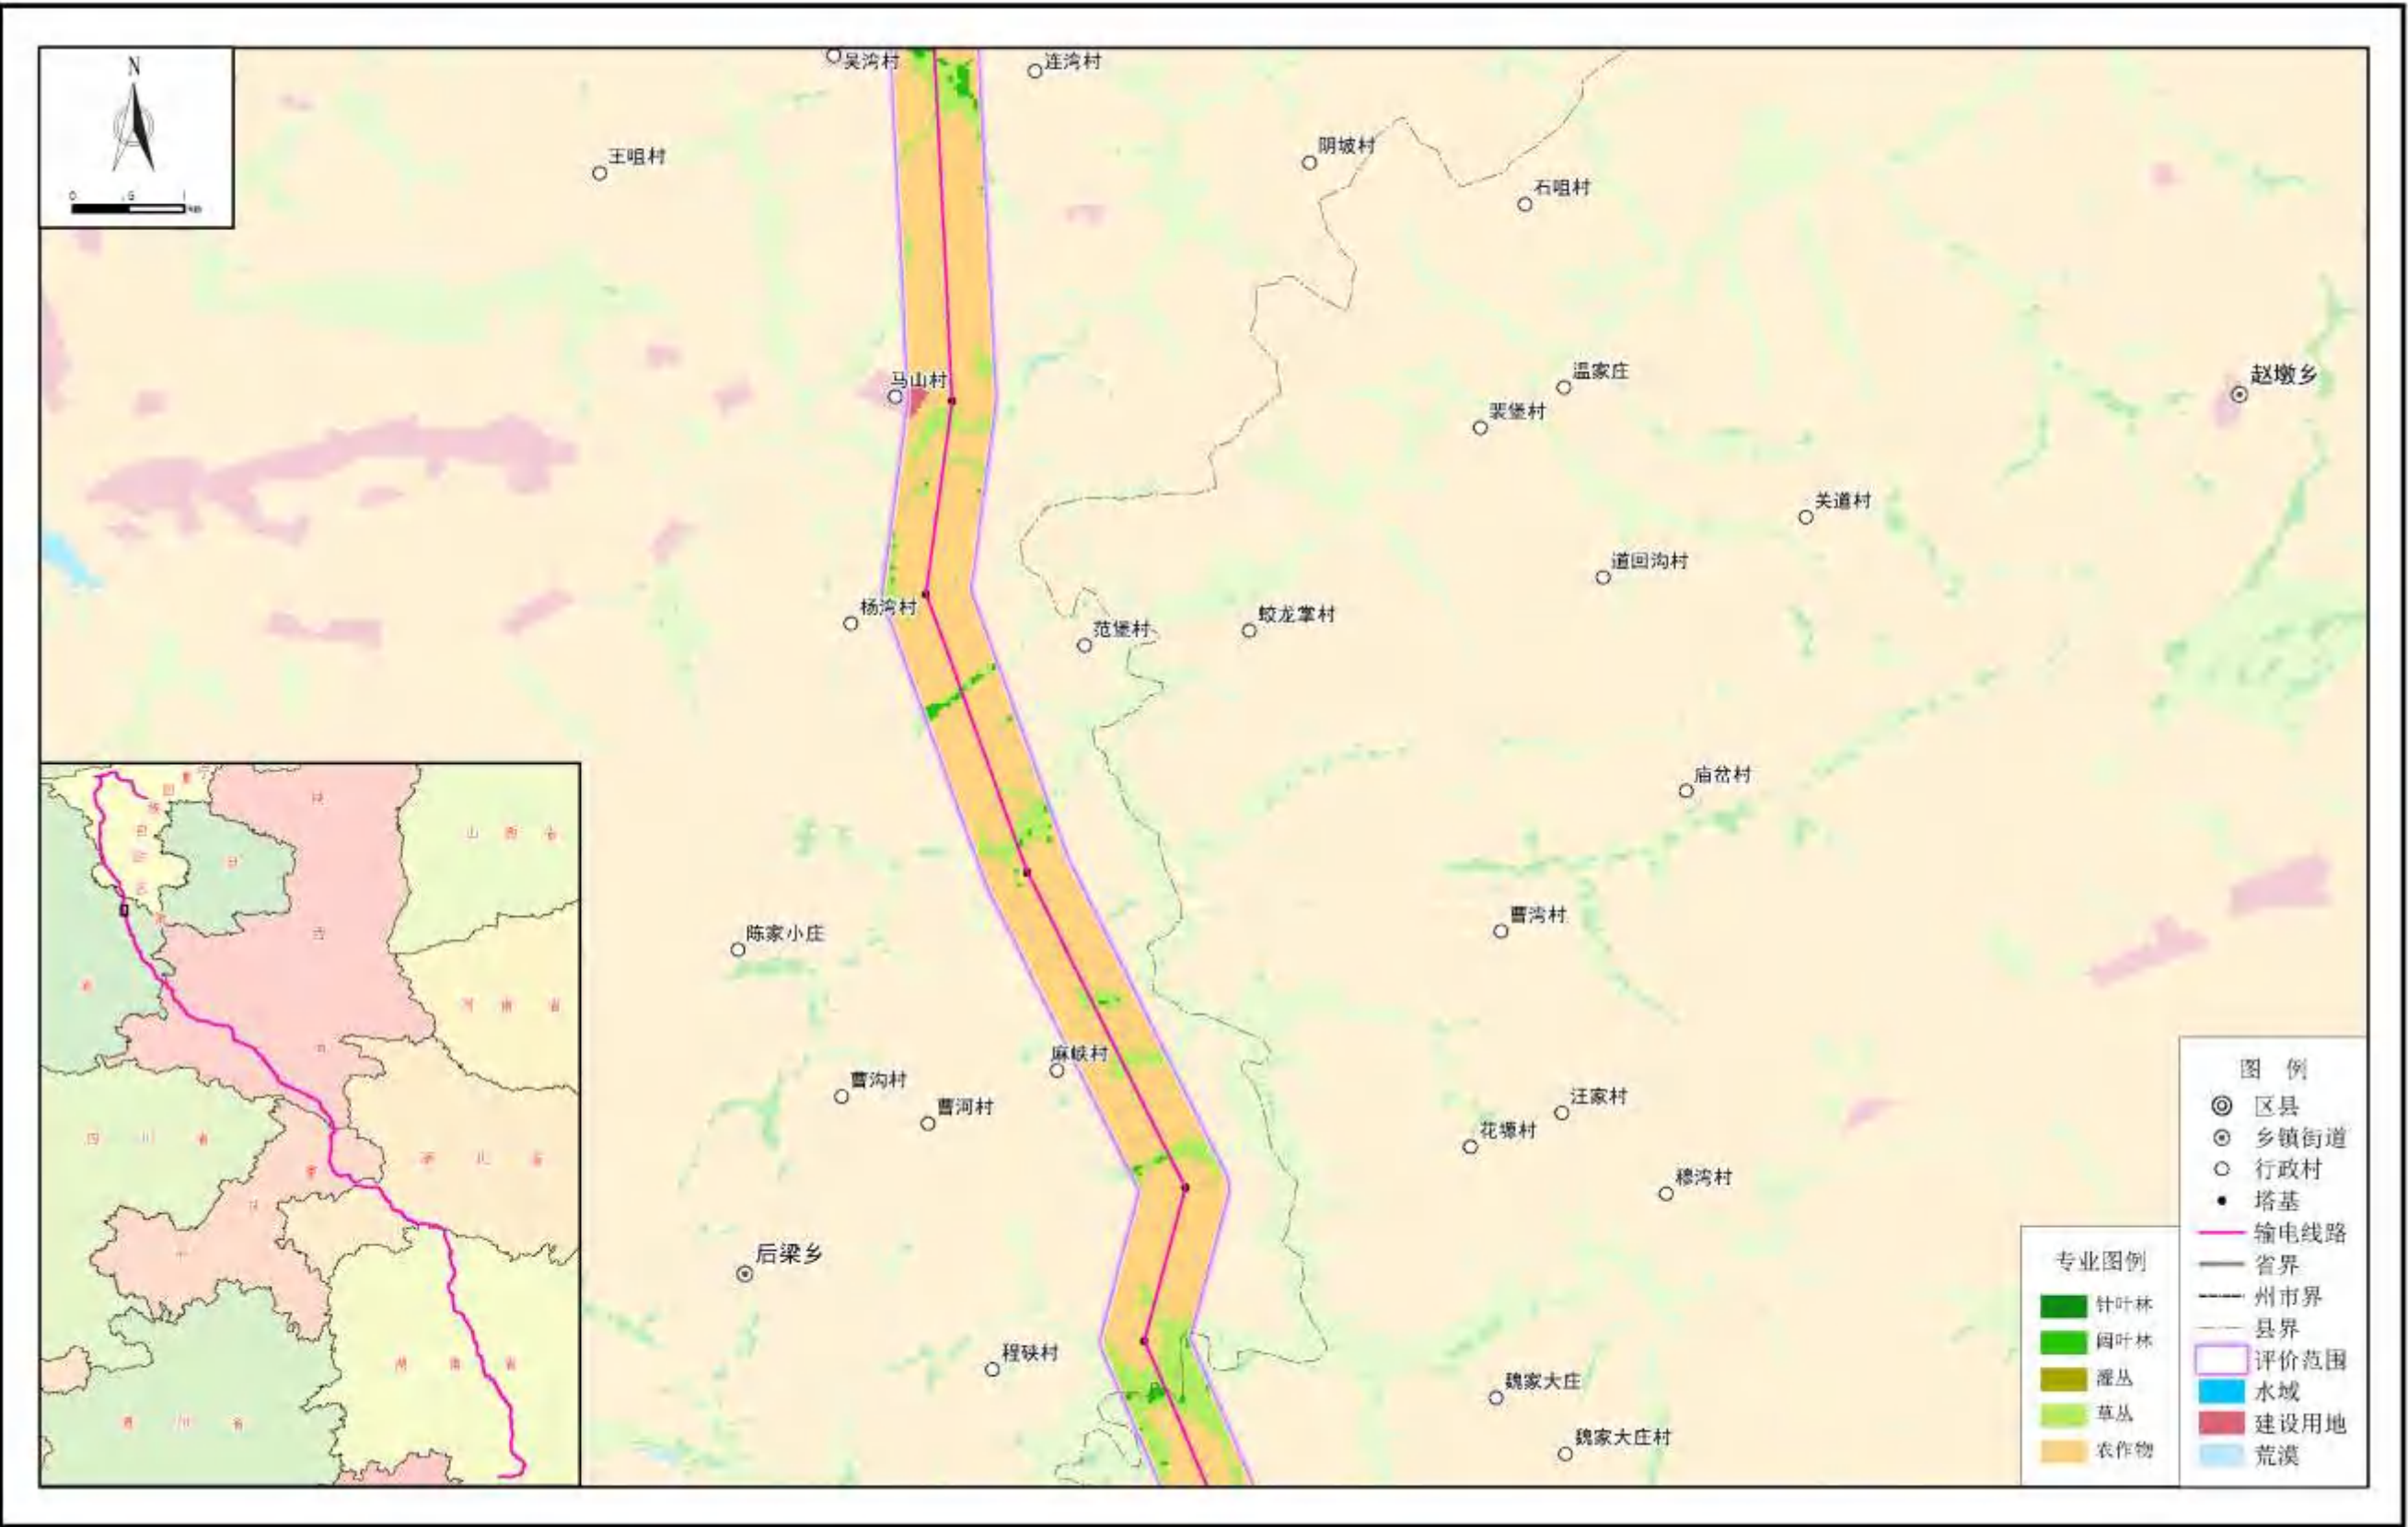 N
吴湾村
连湾村
王咀村
阴坡村
石咀村
0 .5 1
马山村
温家庄
裴堡村
赵墩乡
关道村
道回沟村
杨湾村
范堡村
蛟龙掌村
庙岔村
陈家小庄
曹湾村
麻峡村
曹沟村
曹河村
汪家村
花塬村
穆湾村
后梁乡
程硖村
魏家大庄
魏家大庄村
山西省
河南省
四川省
湖北省
湖南省
图 例
区县
乡镇街道
行政村
塔基
输电线路
省界
州市界
县界
评价范围
水域
建设用地
荒漠
专业图例
针叶林
阔叶林
灌丛
草丛
农作物